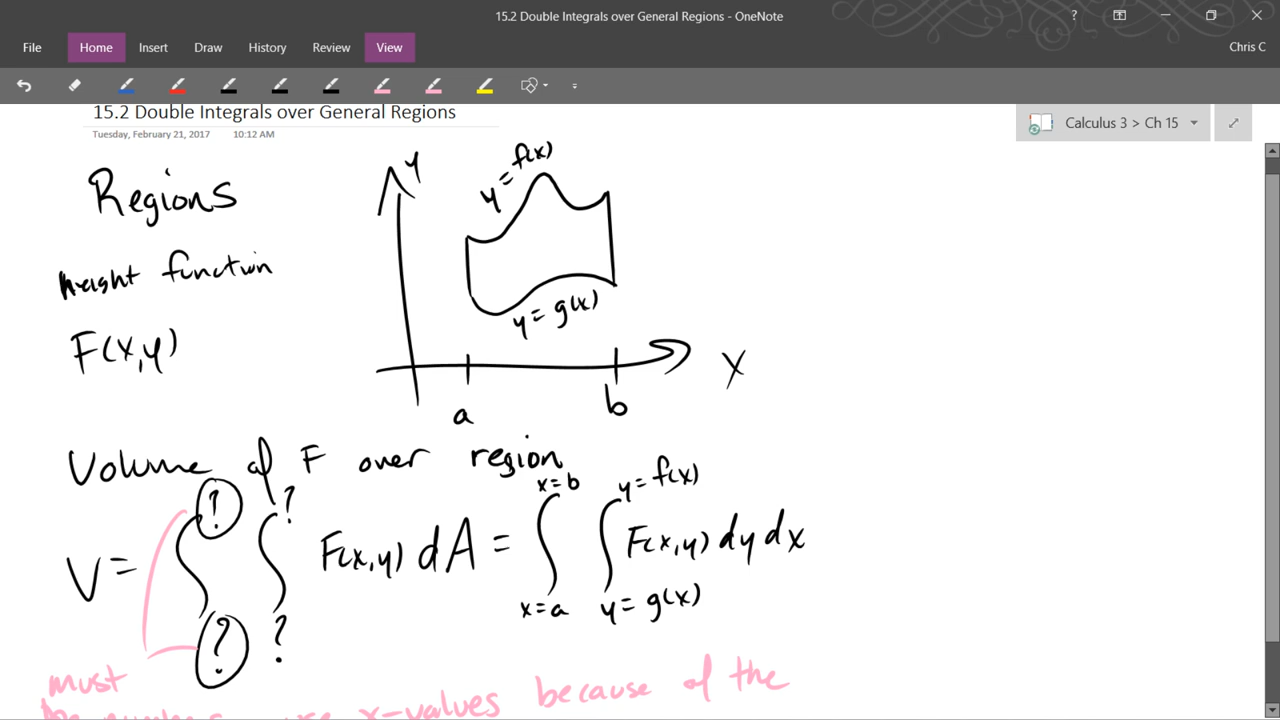 15.2 Double Integrals over General Regions - OneNote
?
File Home Insert Draw History Review View
Chris C
15.2 Double Integrals over General Regions
Tuesday, February 21, 2017 10:12 AM
Calculus 3 > Ch 15
Regions
height function
F(x,y)
y
y = f(x)
y = g(x)
x
a
b
Volume of F over region
V = ∫_?^? ∫_?^? F(x,y) dA = ∫_{x=a}^{x=b} ∫_{y=g(x)}^{y=f(x)} F(x,y) dy dx
must
x-values because of the